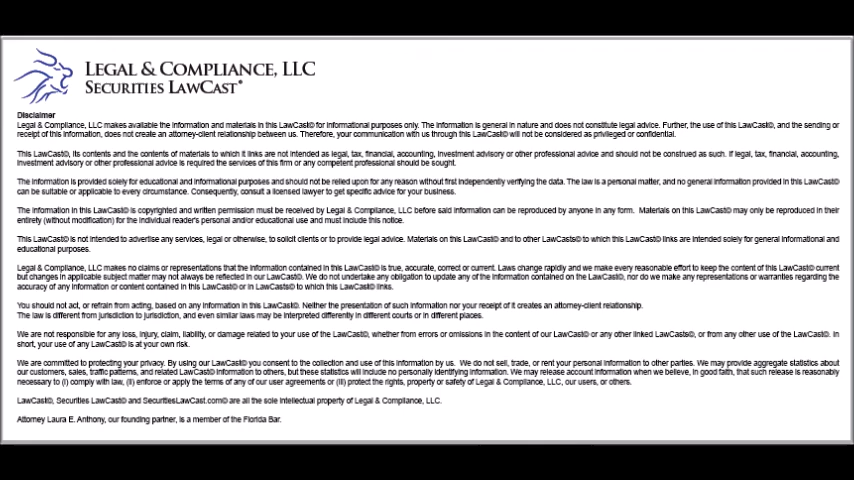 LEGAL & COMPLIANCE, LLC
SECURITIES LAWCAST®
Disclaimer
Legal & Compliance, LLC makes available the information and materials in this LawCast© for informational purposes only. The information is general in nature and does not constitute legal advice. Further, the use of this LawCast©, and the sending or
receipt of this information, does not create an attorney-client relationship between us. Therefore, your communication with us through this LawCast© will not be considered as privileged or confidential.
This LawCast©, its contents and the contents of materials to which it links are not intended as legal, tax, financial, accounting, investment advisory or other professional advice and should not be construed as such. If legal, tax, financial, accounting,
investment advisory or other professional advice is required the services of this firm or any competent professional should be sought.
The information is provided solely for educational and informational purposes and should not be relied upon for any reason without first independently verifying the data. The law is a personal matter, and no general information provided in this LawCast©
can be suitable or applicable to every circumstance. Consequently, consult a licensed lawyer to get specific advice for your business.
The information in this LawCast© is copyrighted and written permission must be received by Legal & Compliance, LLC before said information can be reproduced by anyone in any form. Materials on this LawCast© may only be reproduced in their
entirety (without modification) for the individual reader's personal and/or educational use and must include this notice.
This LawCast© is not intended to advertise any services, legal or otherwise, to solicit clients or to provide legal advice. Materials on this LawCast© and to other LawCasts© to which this LawCast© links are intended solely for general informational and
educational purposes.
Legal & Compliance, LLC makes no claims or representations that the information contained in this LawCast© is true, accurate, correct or current. Laws change rapidly and we make every reasonable effort to keep the content of this LawCast© current
but changes in applicable subject matter may not always be reflected in our LawCast©. We do not undertake any obligation to update any of the information contained on the LawCast©, nor do we make any representations or warranties regarding the
accuracy of any information or content contained in this LawCast© or in LawCasts© to which this LawCast© links.
You should not act, or refrain from acting, based on any information in this LawCast©. Neither the presentation of such information nor your receipt of it creates an attorney-client relationship.
The law is different from jurisdiction to jurisdiction, and even similar laws may be interpreted differently in different courts or in different places.
We are not responsible for any loss, injury, claim, liability, or damage related to your use of the LawCast©, whether from errors or omissions in the content of our LawCast© or any other linked LawCasts©, or from any other use of the LawCast©. In
short, your use of any LawCast© is at your own risk.
We are committed to protecting your privacy. By using our LawCast© you consent to the collection and use of this information by us. We do not sell, trade, or rent your personal information to other parties. We may provide aggregate statistics about
our customers, sales, traffic patterns, and related LawCast© information to others, but these statistics will include no personally identifying information. We may release account information when we believe, in good faith, that such release is reasonably
necessary to (i) comply with law, (ii) enforce or apply the terms of any of our user agreements or (iii) protect the rights, property or safety of Legal & Compliance, LLC, our users, or others.
LawCast©, Securities LawCast© and SecuritiesLawCast.com© are all the sole intellectual property of Legal & Compliance, LLC.
Attorney Laura E. Anthony, our founding partner, is a member of the Florida Bar.